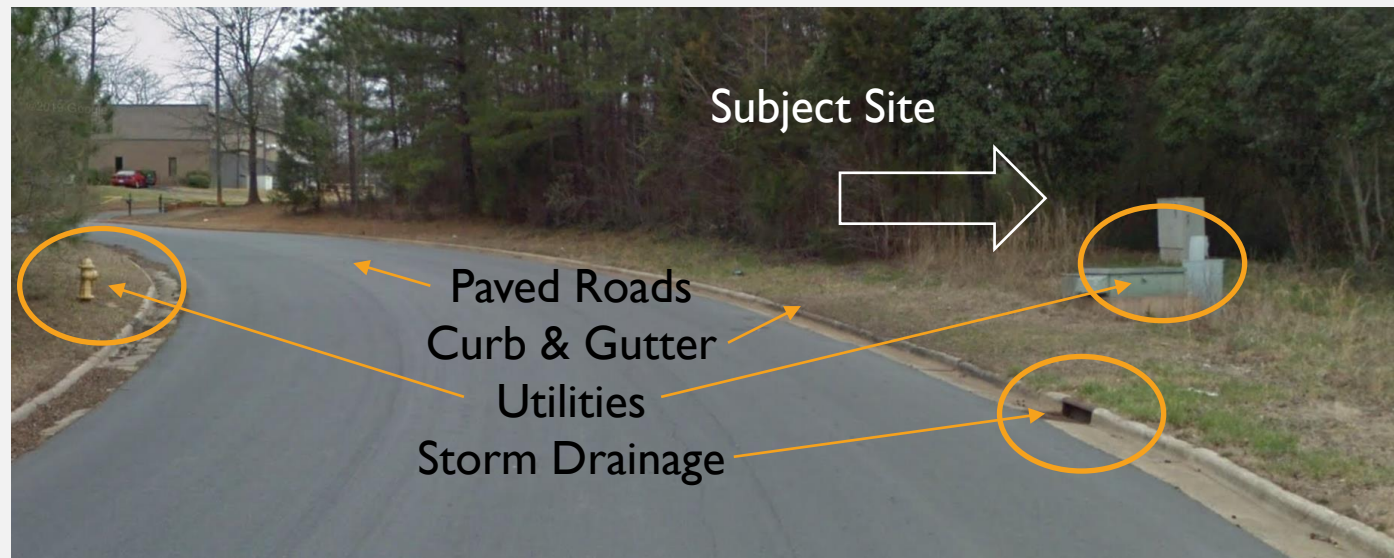 Subject Site
Paved Roads
Curb & Gutter
Utilities
Storm Drainage